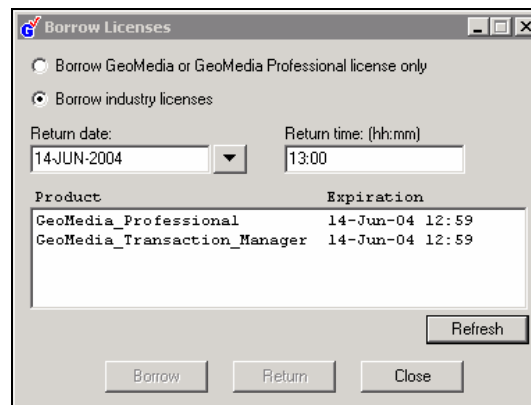 Borrow Licenses
Borrow GeoMedia or GeoMedia Professional license only
Borrow industry licenses
Return date: Return time: (hh:mm)
14-JUN-2004 13:00
Product Expiration
GeoMedia_Professional 14-Jun-04 12:59
GeoMedia_Transaction_Manager 14-Jun-04 12:59
Refresh
Borrow Return Close